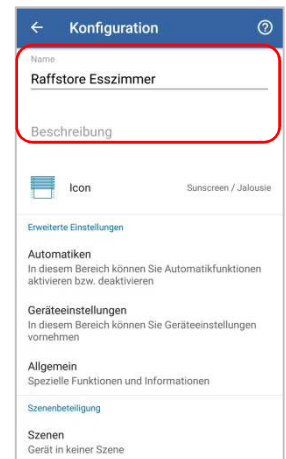 Konfiguration
Name
Raffstore Esszimmer
Beschreibung
Icon
Sunscreen / Jalousie
Erweiterte Einstellungen
Automatiken
In diesem Bereich können Sie Automatikfunktionen
aktivieren bzw. deaktivieren
Geräteeinstellungen
In diesem Bereich können Sie Geräteeinstellungen
vornehmen
Allgemein
Spezielle Funktionen und Informationen
Szenenbeteiligung
Szenen
Gerät in keiner Szene